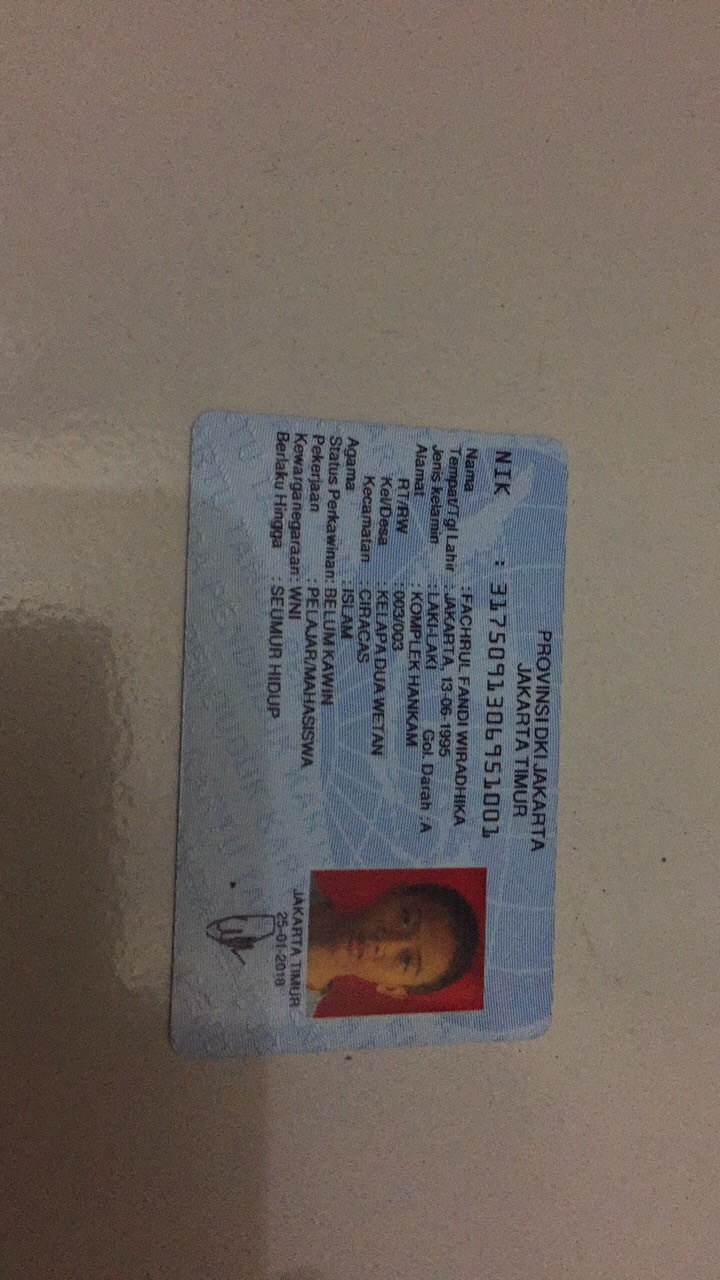 PROVINSI DKI JAKARTA
JAKARTA TIMUR
NIK : 3175091306951001
Nama : FACHRUL FANDI WIRADHIKA
Tempat/Tgl Lahir : JAKARTA, 13-06-1995
Jenis kelamin : LAKI-LAKI Gol. Darah : A
Alamat : KOMPLEK HANKAM
RT/RW : 003/003
Kel/Desa : KELAPA DUA WETAN
Kecamatan : CIRACAS
Agama : ISLAM
Status Perkawinan: BELUM KAWIN
Pekerjaan : PELAJAR/MAHASISWA
Kewarganegaraan: WNI
Berlaku Hingga : SEUMUR HIDUP
JAKARTA TIMUR
25-01-2018